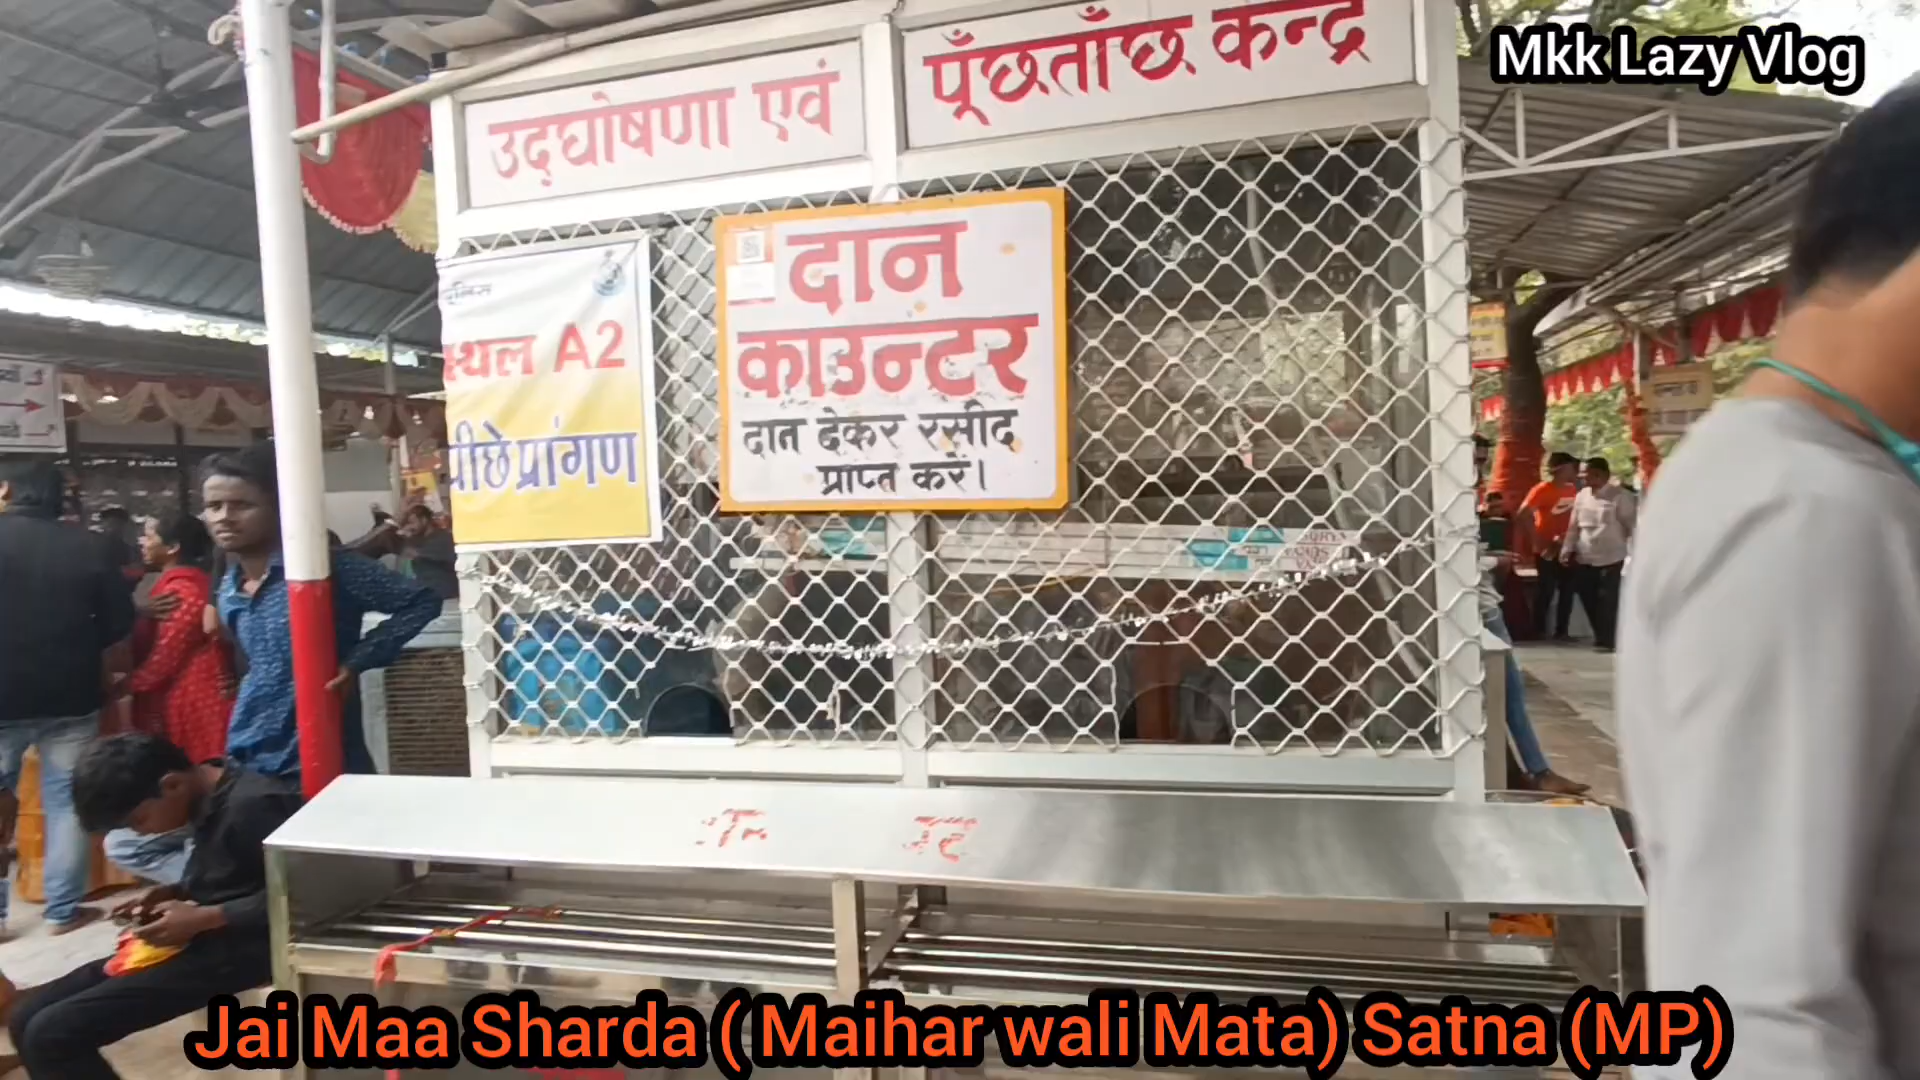 Mkk Lazy Vlog
उद्घोषणा एवं
पूँछताँछ केन्द्र
पुलिस
स्थल A2
पीछे प्रांगण
दान
काउन्टर
दान देकर रसीद
प्राप्त करें।
Jai Maa Sharda ( Maihar wali Mata) Satna (MP)